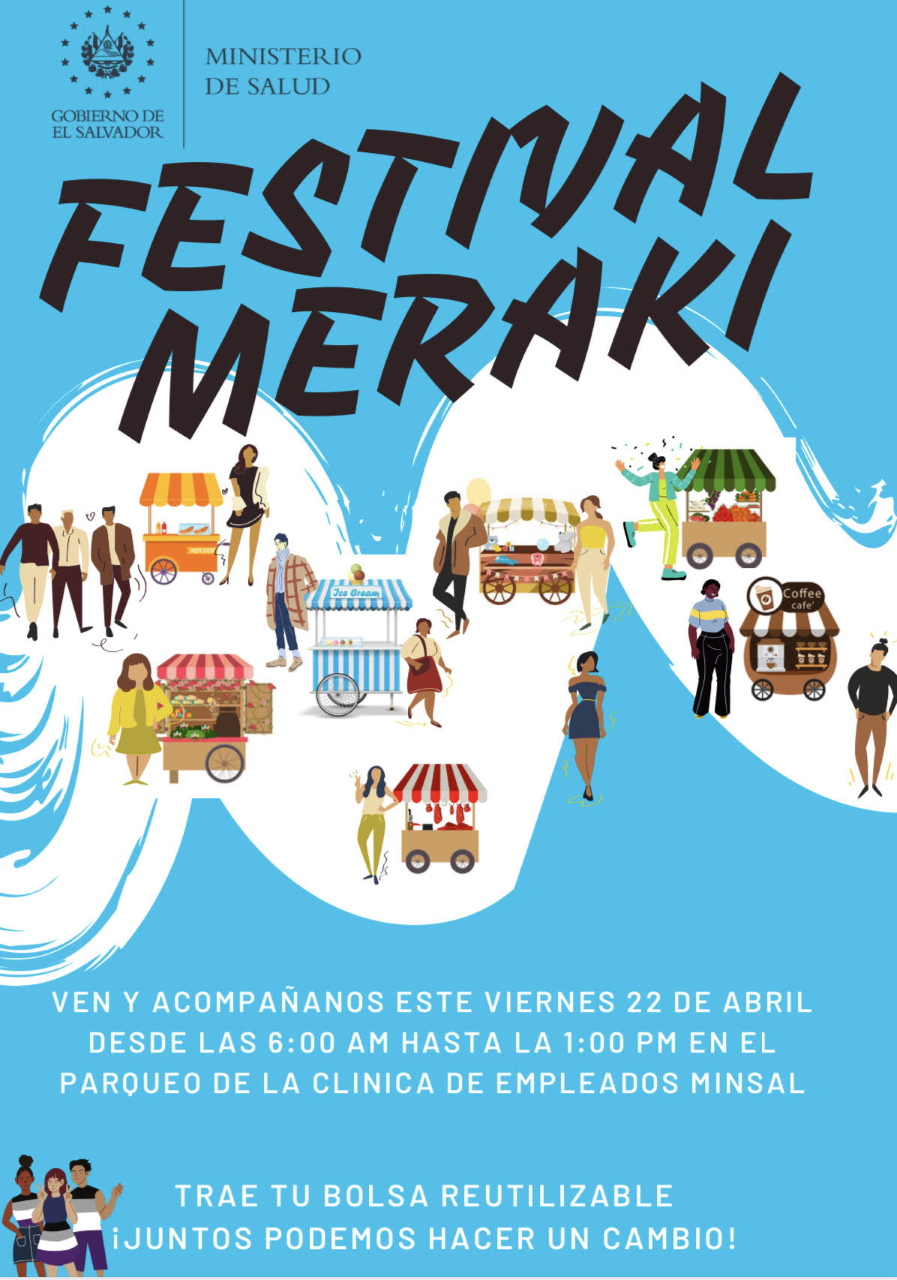 GOBIERNO DE
EL SALVADOR
MINISTERIO
DE SALUD
FESTIVAL
MERAKI
Ice Cream
Coffee
cafe'
VEN Y ACOMPAÑANOS ESTE VIERNES 22 DE ABRIL
DESDE LAS 6:00 AM HASTA LA 1:00 PM EN EL
PARQUEO DE LA CLINICA DE EMPLEADOS MINSAL
TRAE TU BOLSA REUTILIZABLE
¡JUNTOS PODEMOS HACER UN CAMBIO!